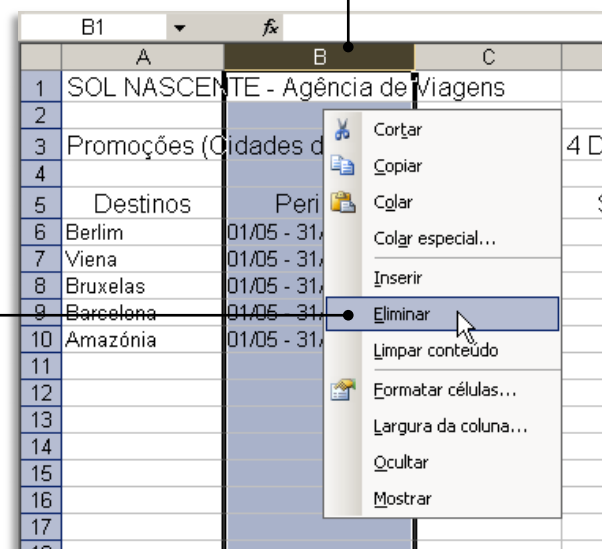 B1 fx
A B C
1 SOL NASCENTE - Agência de Viagens
2
3 Promoções (Cidades d 4 D
4
5 Destinos Peri
6 Berlim 01/05 - 31/
7 Viena 01/05 - 31/
8 Bruxelas 01/05 - 31/
9 Barcelona 01/05 - 31/
10 Amazónia 01/05 - 31/
11
12
13
14
15
16
17
18
Cortar
Copiar
Colar
Colar especial...
Inserir
Eliminar
Limpar conteúdo
Formatar células...
Largura da coluna...
Ocultar
Mostrar